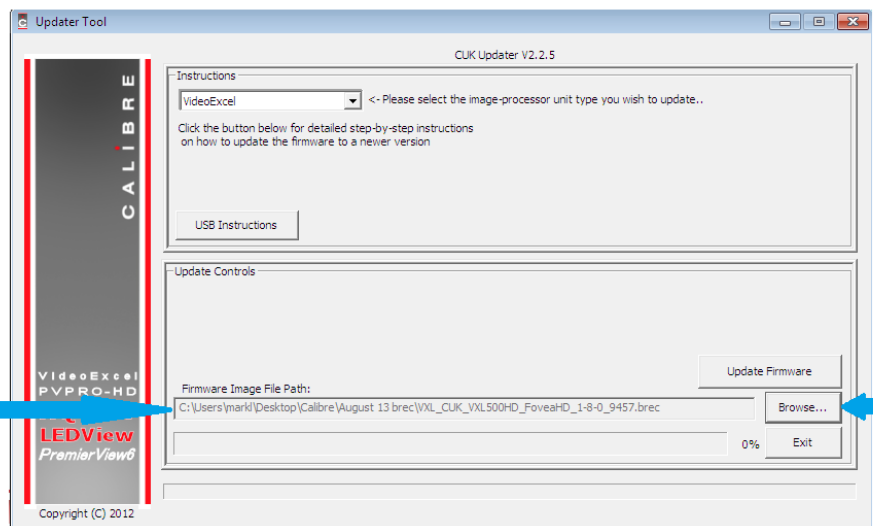 Updater Tool
CUK Updater V2.2.5
Instructions
VideoExcel
<- Please select the image-processor unit type you wish to update..
Click the button below for detailed step-by-step instructions
on how to update the firmware to a newer version
USB Instructions
CALiBRE
Update Controls
Update Firmware
Firmware Image File Path:
C:\Users\markl\Desktop\Calibre\August 13 brec\VXL_CUK_VXL500HD_FoveaHD_1-8-0_9457.brec
Browse...
0%
Exit
VideoExcel
PVPRO-HD
LEDView
PremierView6
Copyright (C) 2012